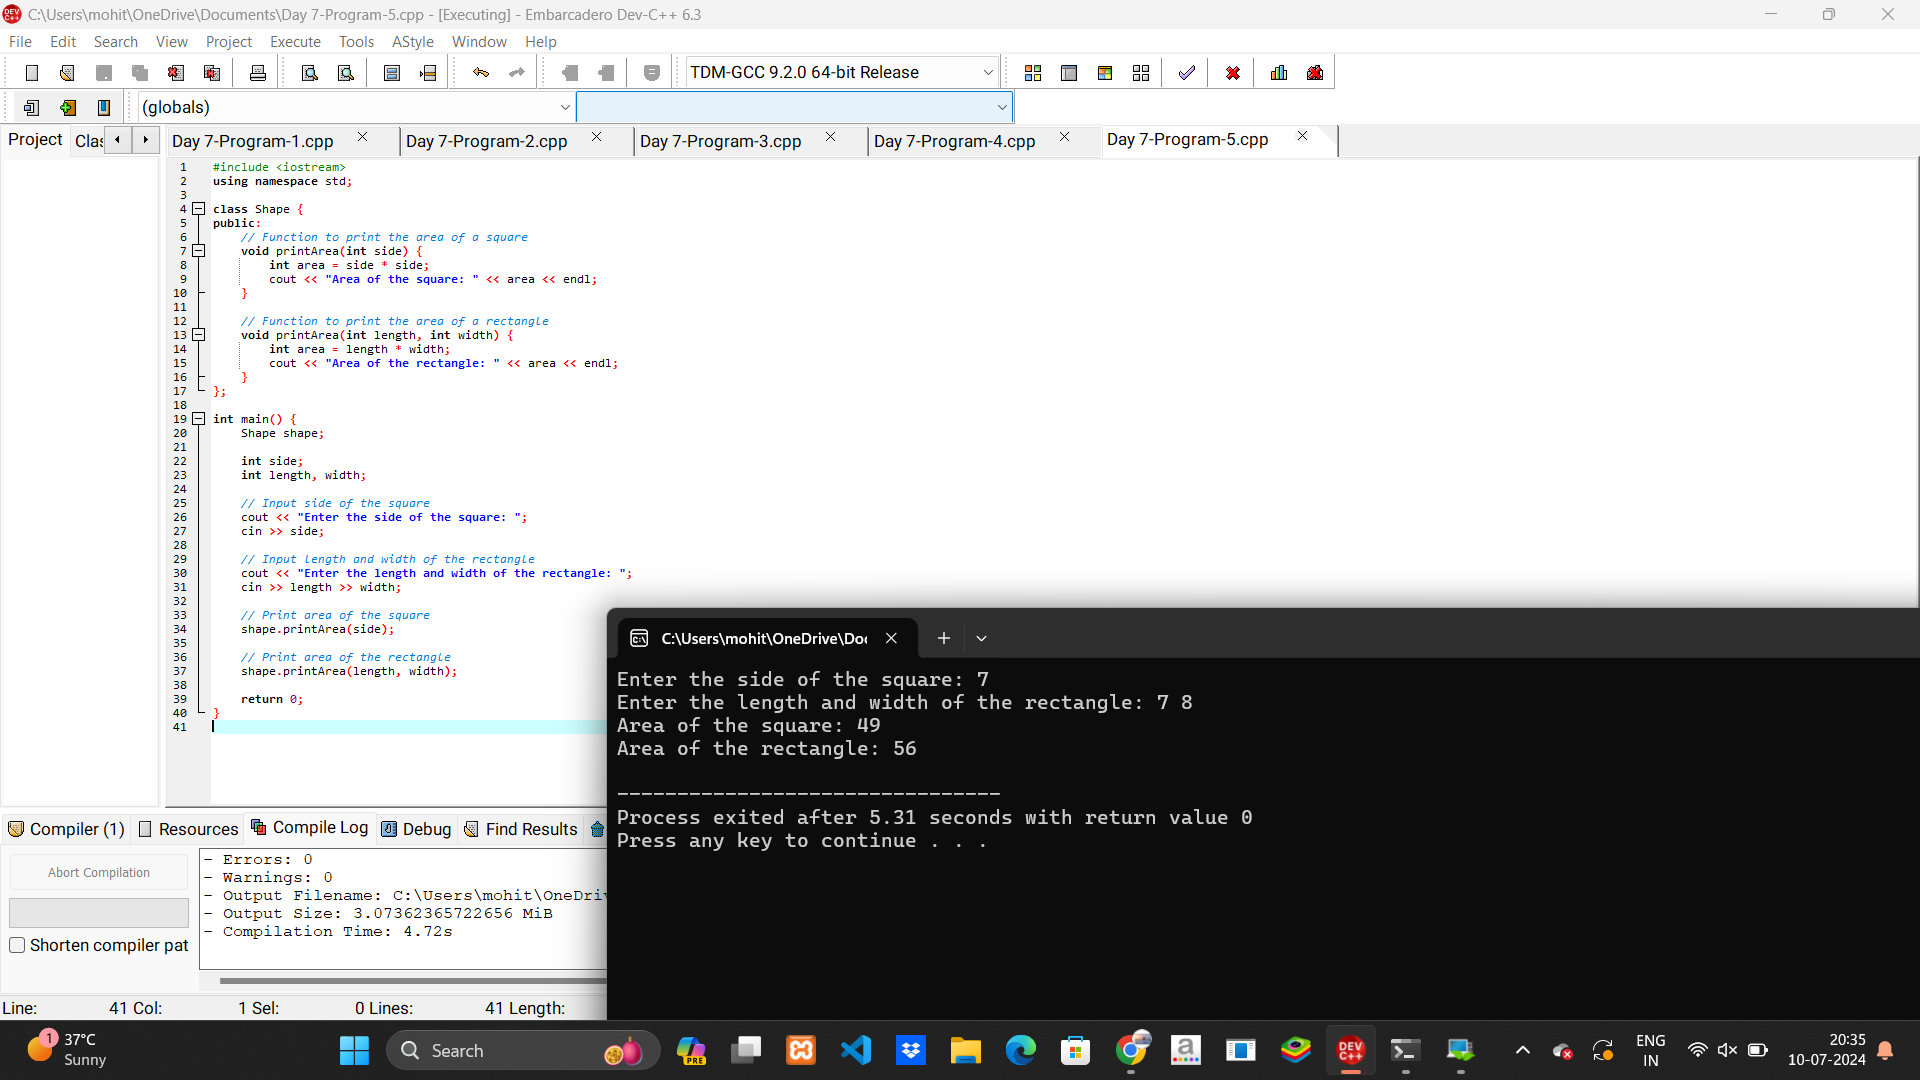 C:\Users\mohit\OneDrive\Documents\Day 7-Program-5.cpp - [Executing] - Embarcadero Dev-C++ 6.3
File Edit Search View Project Execute Tools AStyle Window Help
TDM-GCC 9.2.0 64-bit Release
(globals)
Project Clas Day 7-Program-1.cpp Day 7-Program-2.cpp Day 7-Program-3.cpp Day 7-Program-4.cpp Day 7-Program-5.cpp
1 #include <iostream>
2 using namespace std;
3
4 class Shape {
5 public:
6 // Function to print the area of a square
7 void printArea(int side) {
8 int area = side * side;
9 cout << "Area of the square: " << area << endl;
10 }
11
12 // Function to print the area of a rectangle
13 void printArea(int length, int width) {
14 int area = length * width;
15 cout << "Area of the rectangle: " << area << endl;
16 }
17 };
18
19 int main() {
20 Shape shape;
21
22 int side;
23 int length, width;
24
25 // Input side of the square
26 cout << "Enter the side of the square: ";
27 cin >> side;
28
29 // Input length and width of the rectangle
30 cout << "Enter the length and width of the rectangle: ";
31 cin >> length >> width;
32
33 // Print area of the square
34 shape.printArea(side);
35
36 // Print area of the rectangle
37 shape.printArea(length, width);
38
39 return 0;
40 }
41
C:\Users\mohit\OneDrive\Doc
Enter the side of the square: 7
Enter the length and width of the rectangle: 7 8
Area of the square: 49
Area of the rectangle: 56
--------------------------------
Process exited after 5.31 seconds with return value 0
Press any key to continue . . .
Compiler (1) Resources Compile Log Debug Find Results
Abort Compilation
Shorten compiler pat
- Errors: 0
- Warnings: 0
- Output Filename: C:\Users\mohit\OneDriv
- Output Size: 3.07362365722656 MiB
- Compilation Time: 4.72s
Line: 41 Col: 1 Sel: 0 Lines: 41 Length:
1
37°C
Sunny
Search
PRE
DEV C++
ENG
IN
20:35
10-07-2024